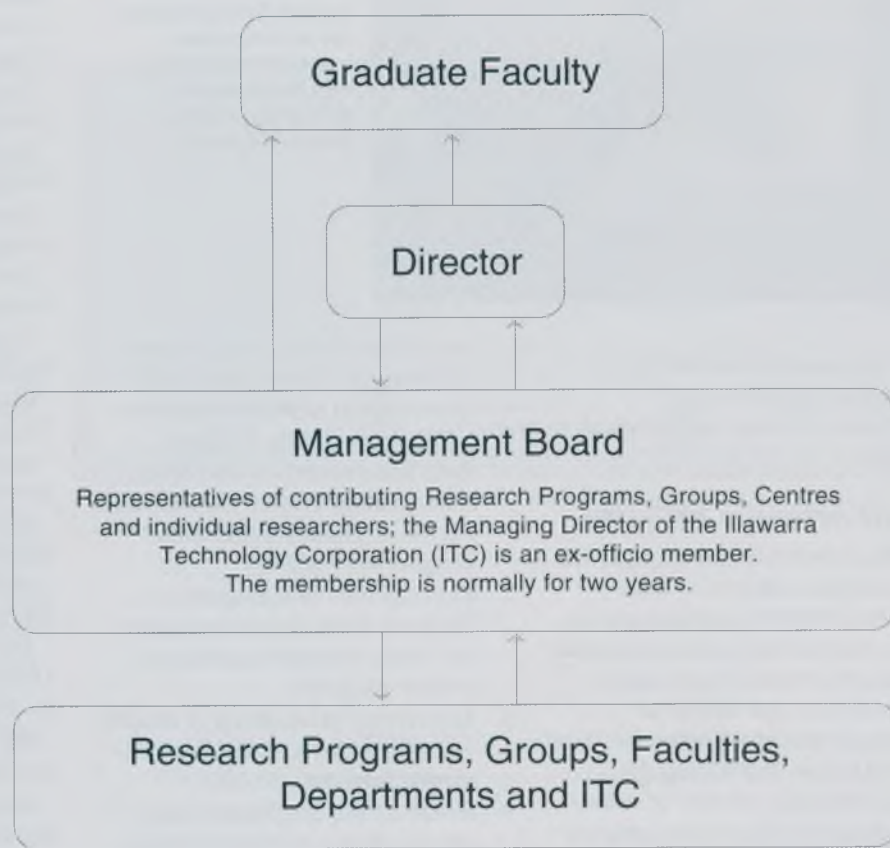 Graduate Faculty
Director
Management Board
Representatives of contributing Research Programs, Groups, Centres
and individual researchers; the Managing Director of the Illawarra
Technology Corporation (ITC) is an ex-officio member.
The membership is normally for two years.
Research Programs, Groups, Faculties,
Departments and ITC